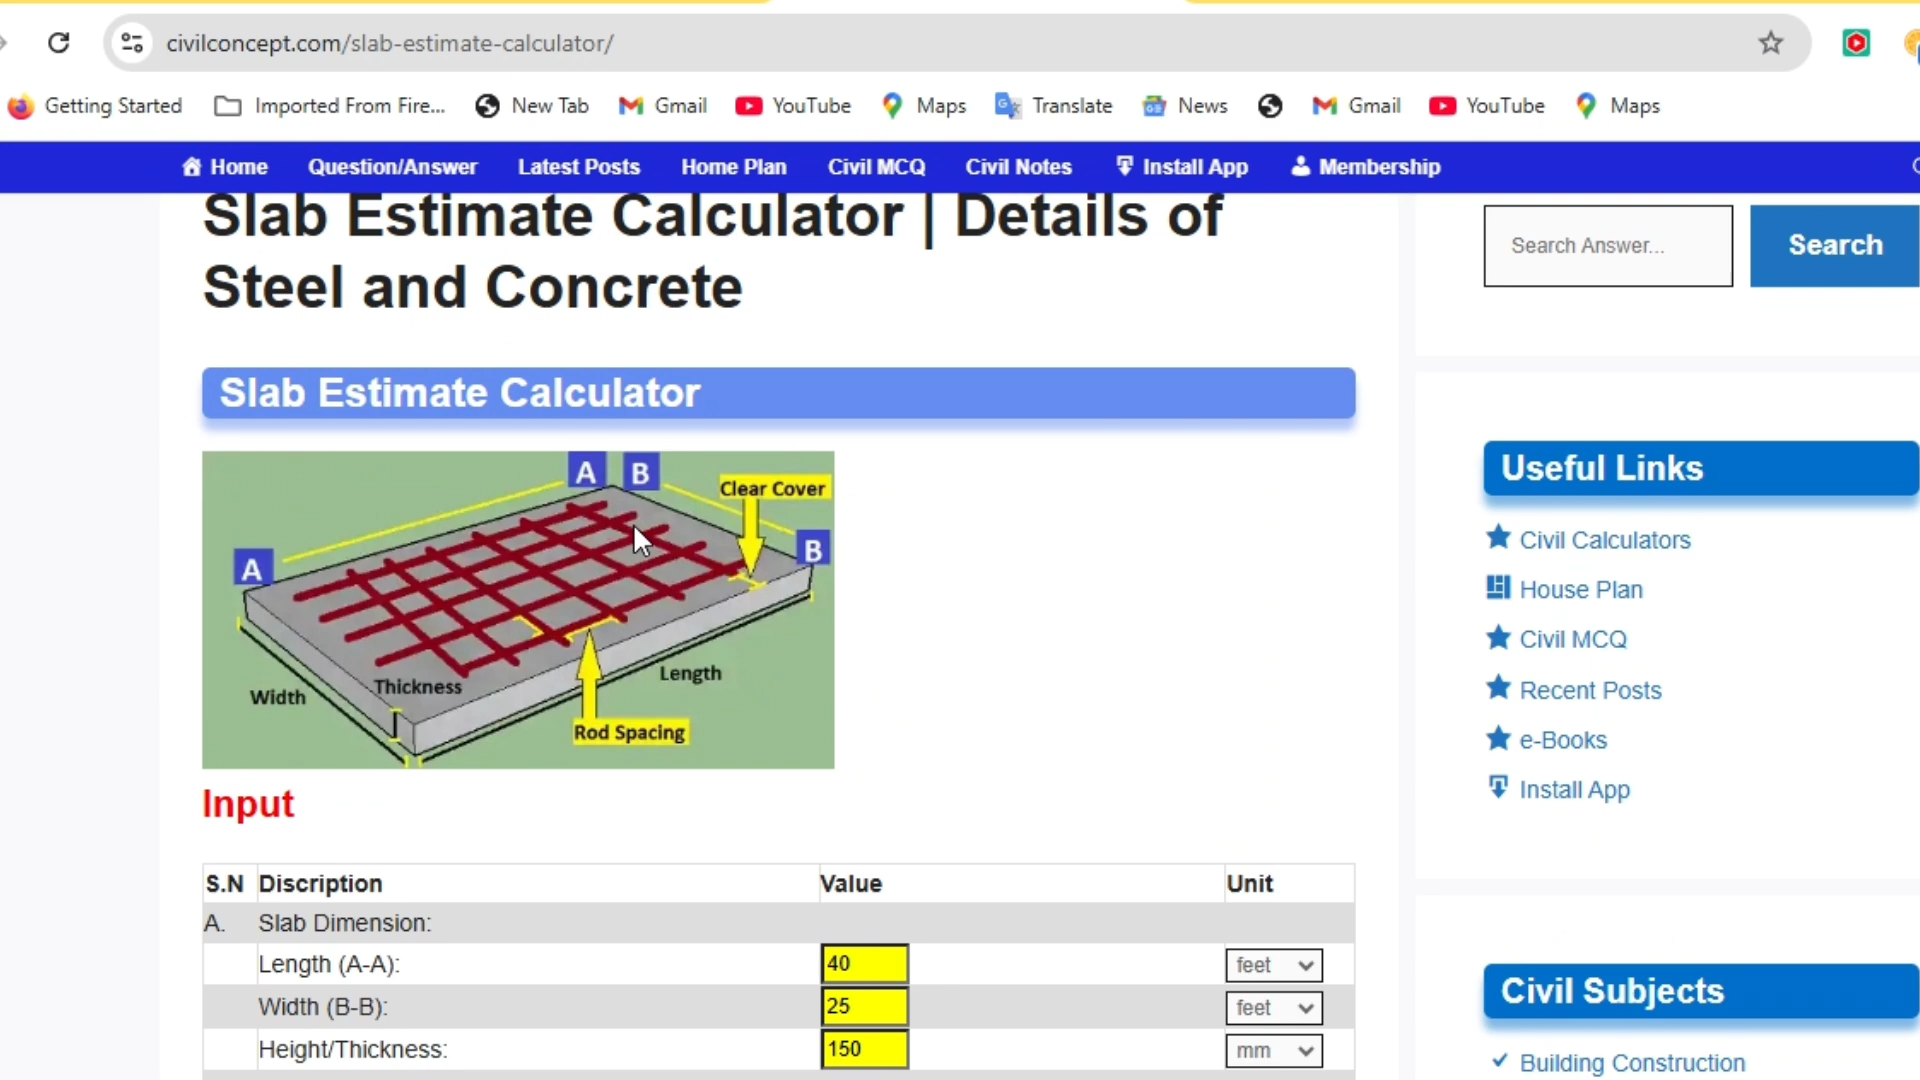 civilconcept.com/slab-estimate-calculator/
Getting Started Imported From Fire... New Tab Gmail YouTube Maps Translate News Gmail YouTube Maps
Home Question/Answer Latest Posts Home Plan Civil MCQ Civil Notes Install App Membership
Slab Estimate Calculator | Details of
Steel and Concrete
Search Answer...
Search
Slab Estimate Calculator
A B
Clear Cover
A
B
Width
Thickness
Length
Rod Spacing
Input
S.N Discription Value Unit
A. Slab Dimension:
Length (A-A): 40 feet
Width (B-B): 25 feet
Height/Thickness: 150 mm
Useful Links
Civil Calculators
House Plan
Civil MCQ
Recent Posts
e-Books
Install App
Civil Subjects
Building Construction